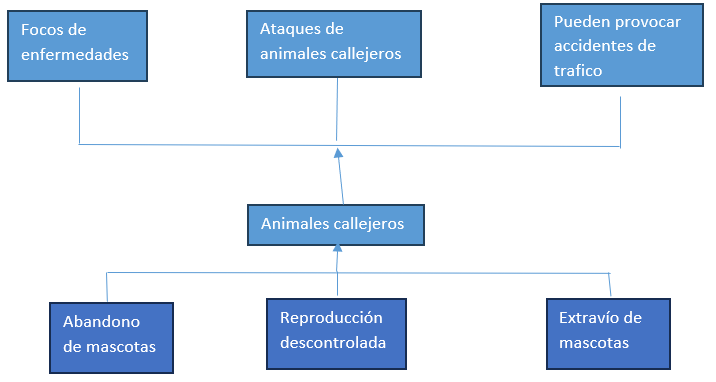 Focos de
enfermedades
Ataques de
animales callejeros
Pueden provocar
accidentes de
trafico
Animales callejeros
Abandono
de mascotas
Reproducción
descontrolada
Extravío de
mascotas